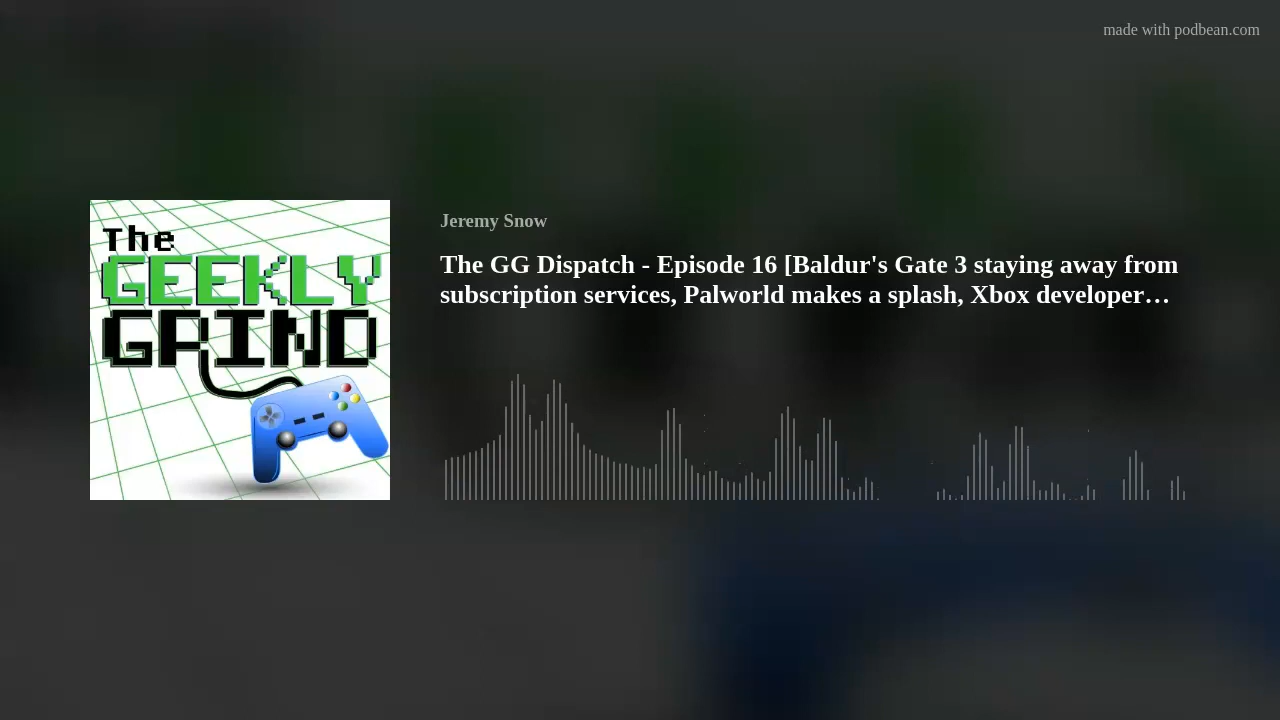 made with podbean.com
The
GEEKLY
GRIND
Jeremy Snow
The GG Dispatch - Episode 16 [Baldur's Gate 3 staying away from
subscription services, Palworld makes a splash, Xbox developer…